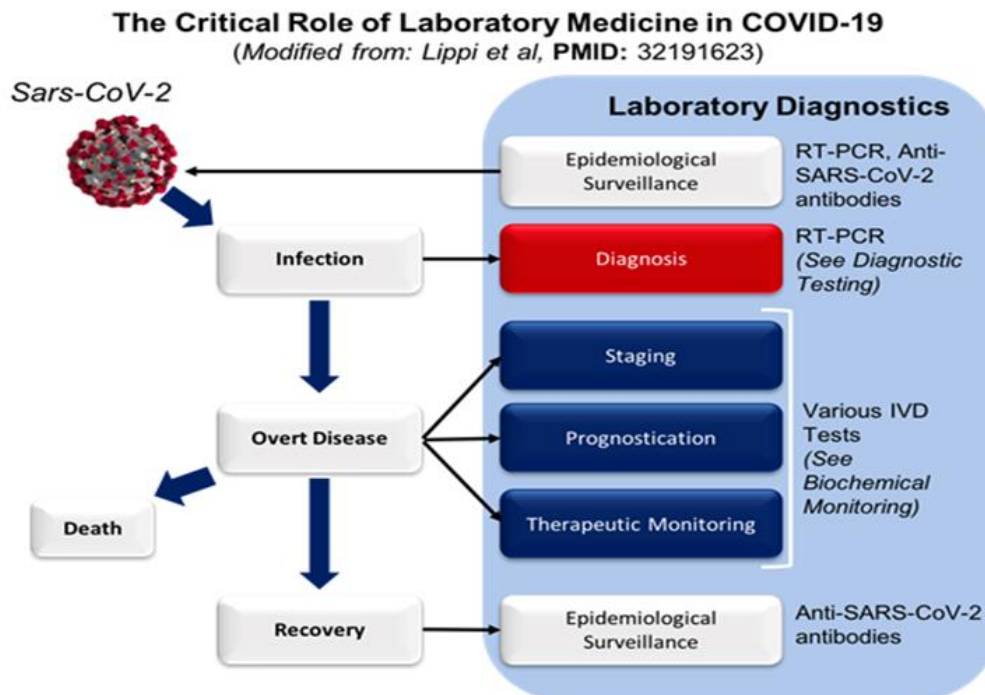 The Critical Role of Laboratory Medicine in COVID-19
(Modified from: Lippi et al, PMID: 32191623)
Sars-CoV-2
Laboratory Diagnostics
Epidemiological
Surveillance
RT-PCR, Anti-
SARS-CoV-2
antibodies
Infection
Diagnosis
RT-PCR
(See Diagnostic
Testing)
Staging
Overt Disease
Prognostication
Various IVD
Tests
(See
Biochemical
Monitoring)
Therapeutic Monitoring
Death
Recovery
Epidemiological
Surveillance
Anti-SARS-CoV-2
antibodies